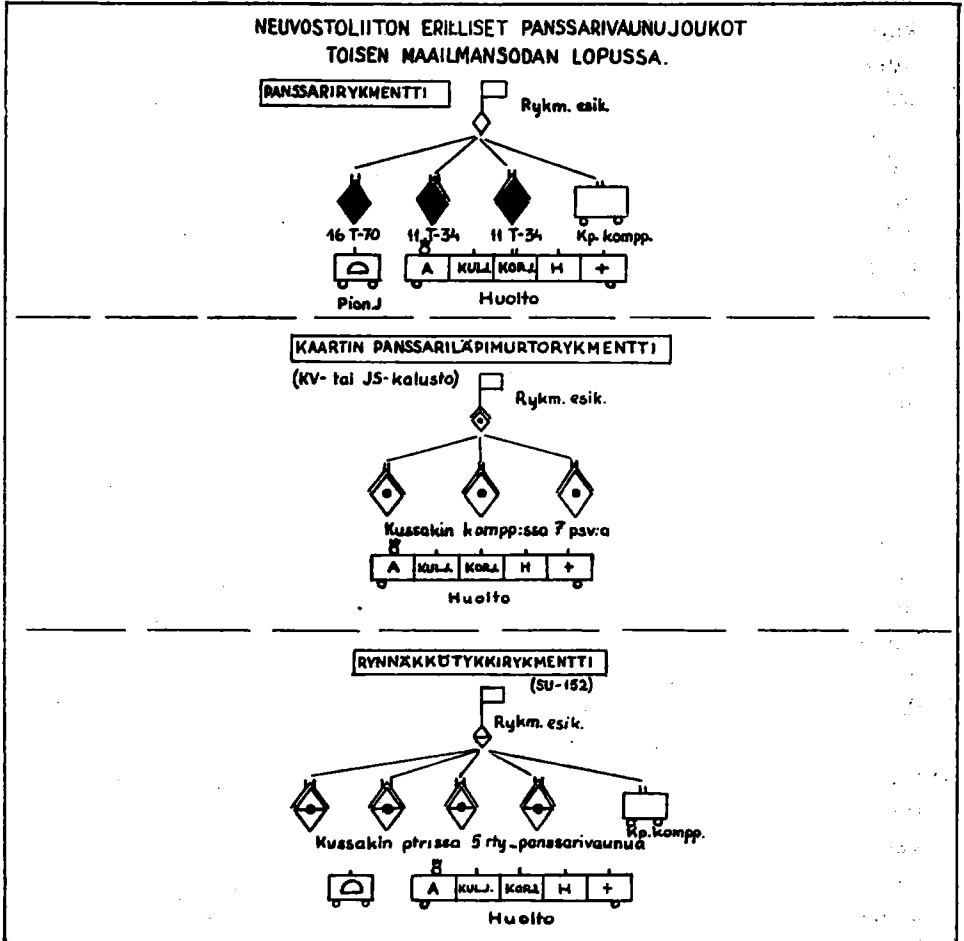 NEUVOSTOLIITON ERILLISET PANSSARIVAUNUJOUKOT
TOISEN MAAILMANSODAN LOPUSSA.
PANSSARIRYKMENTTI
Rykm. esik.
16 T-70 11 T-34 11 T-34 Kp. kompp.
A KULJ. KORJ. H +
Pion.J Huolto
KAARTIN PANSSARILÄPIMURTORYKMENTTI
(KV- tai JS-kalusto)
Rykm. esik.
Kussakin kompp:ssa 7 psv:a
A KULJ. KORJ. H +
Huolto
RYNNÄKKÖTYKKIRYKMENTTI
(SU-152)
Rykm. esik.
Kp. kompp.
Kussakin ptrissa 5 rty-panssarivaunua
A KULJ. KORJ. H +
Huolto